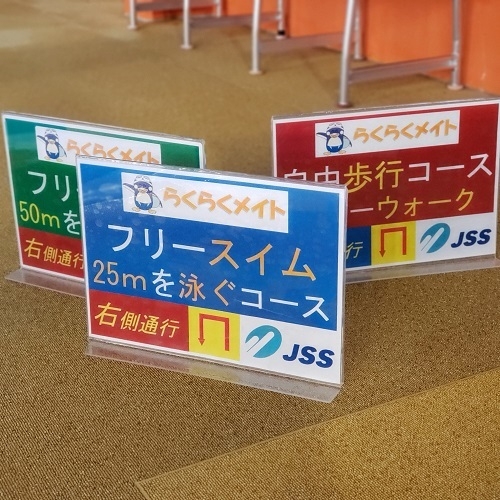 らくらくメイト
フリ
50mを
右側通行
らくらくメイト
フリースイム
25mを泳ぐコース
右側通行
JSS
らくらくメイト
自由歩行コース
ーウォーク
行
JSS